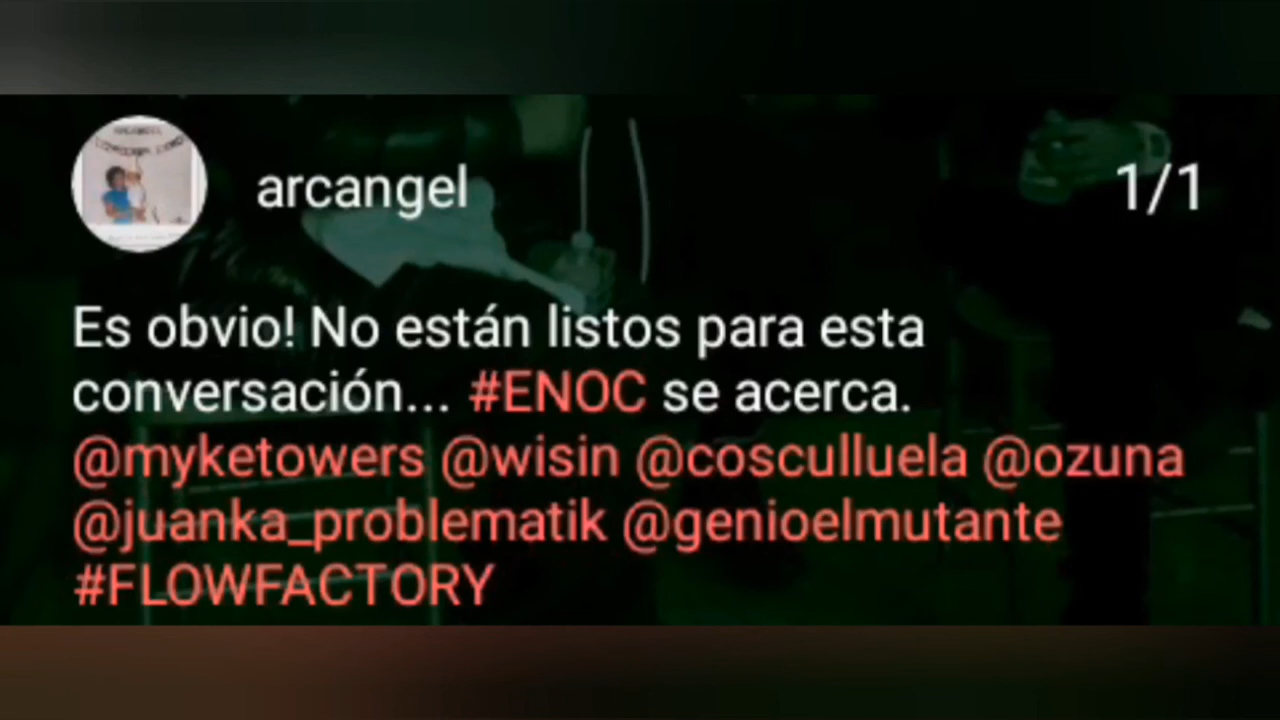 arcangel
1/1
Es obvio! No están listos para esta
conversación... #ENOC se acerca.
@myketowers @wisin @cosculluela @ozuna
@juanka_problematik @genioelmutante
#FLOWFACTORY